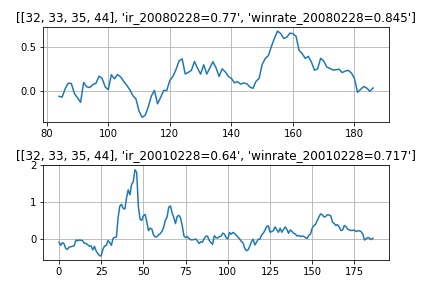 [[32, 33, 35, 44], 'ir_20080228=0.77', 'winrate_20080228=0.845']
0.5
0.0
80 100 120 140 160 180
[[32, 33, 35, 44], 'ir_20010228=0.64', 'winrate_20010228=0.717']
2
1
0
0 25 50 75 100 125 150 175